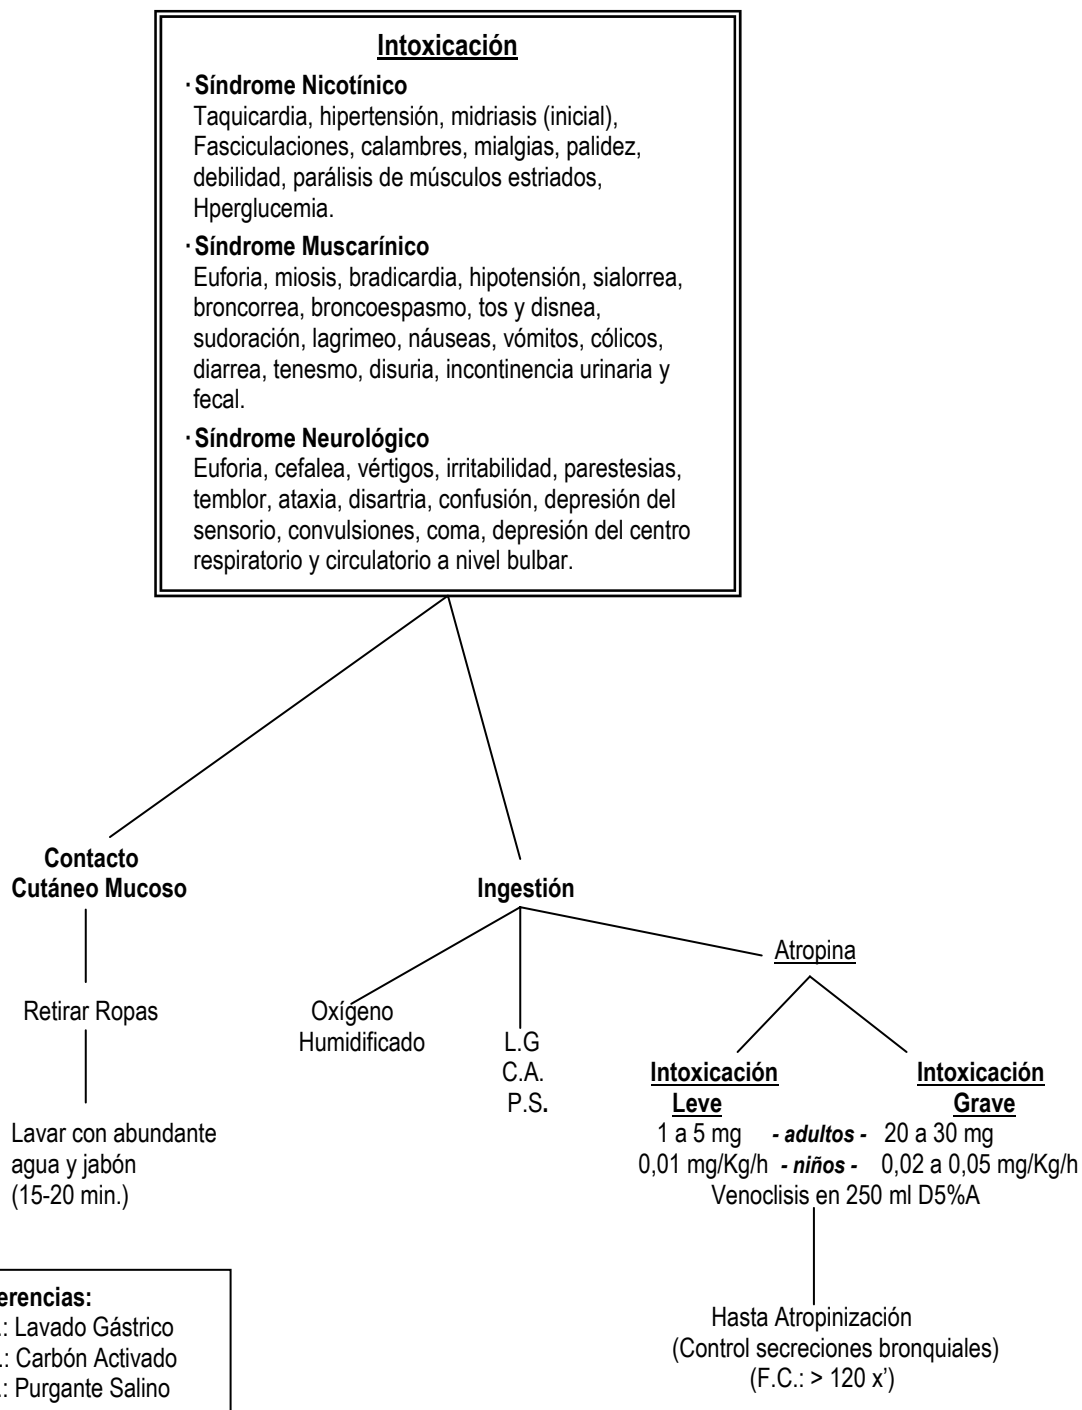 Intoxicación
· Síndrome Nicotínico
Taquicardia, hipertensión, midriasis (inicial),
Fasciculaciones, calambres, mialgias, palidez,
debilidad, parálisis de músculos estriados,
Hperglucemia.
· Síndrome Muscarínico
Euforia, miosis, bradicardia, hipotensión, sialorrea,
broncorrea, broncoespasmo, tos y disnea,
sudoración, lagrimeo, náuseas, vómitos, cólicos,
diarrea, tenesmo, disuria, incontinencia urinaria y
fecal.
· Síndrome Neurológico
Euforia, cefalea, vértigos, irritabilidad, parestesias,
temblor, ataxia, disartria, confusión, depresión del
sensorio, convulsiones, coma, depresión del centro
respiratorio y circulatorio a nivel bulbar.
Contacto
Cutáneo Mucoso
Retirar Ropas
Lavar con abundante
agua y jabón
(15-20 min.)
Ingestión
Oxígeno
Humidificado
L.G
C.A.
P.S.
Atropina
Intoxicación
Leve
Intoxicación
Grave
1 a 5 mg - adultos - 20 a 30 mg
0,01 mg/Kg/h - niños - 0,02 a 0,05 mg/Kg/h
Venoclisis en 250 ml D5%A
Hasta Atropinización
(Control secreciones bronquiales)
(F.C.: > 120 x')
erencias:
.: Lavado Gástrico
.: Carbón Activado
.: Purgante Salino